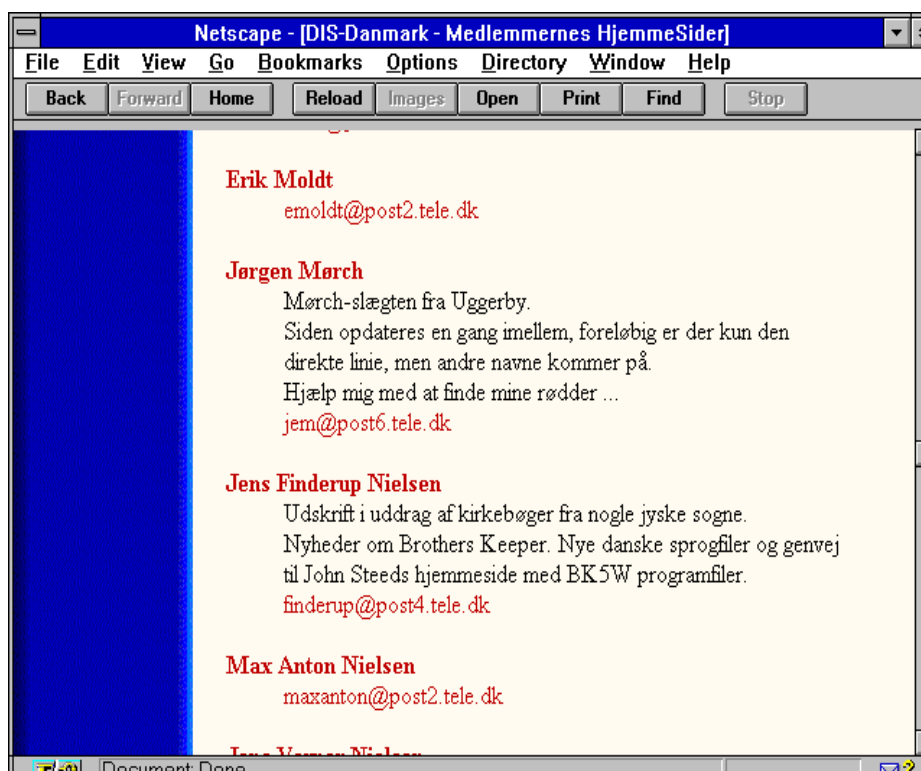 Netscape - [DIS-Danmark - Medlemmernes HjemmeSider]
File Edit View Go Bookmarks Options Directory Window Help
Back Forward Home Reload Images Open Print Find Stop
Erik Moldt
emoldt@post2.tele.dk
Jørgen Mørch
Mørch-slægten fra Uggerby.
Siden opdateres en gang imellem, foreløbig er der kun den
direkte linie, men andre navne kommer på.
Hjælp mig med at finde mine rødder ...
jem@post6.tele.dk
Jens Finderup Nielsen
Udskrift i uddrag af kirkebøger fra nogle jyske sogne.
Nyheder om Brothers Keeper. Nye danske sprogfiler og genvej
til John Steeds hjemmeside med BK5W programfiler.
finderup@post4.tele.dk
Max Anton Nielsen
maxanton@post2.tele.dk
Jens Verner Nielsen
Document: Done